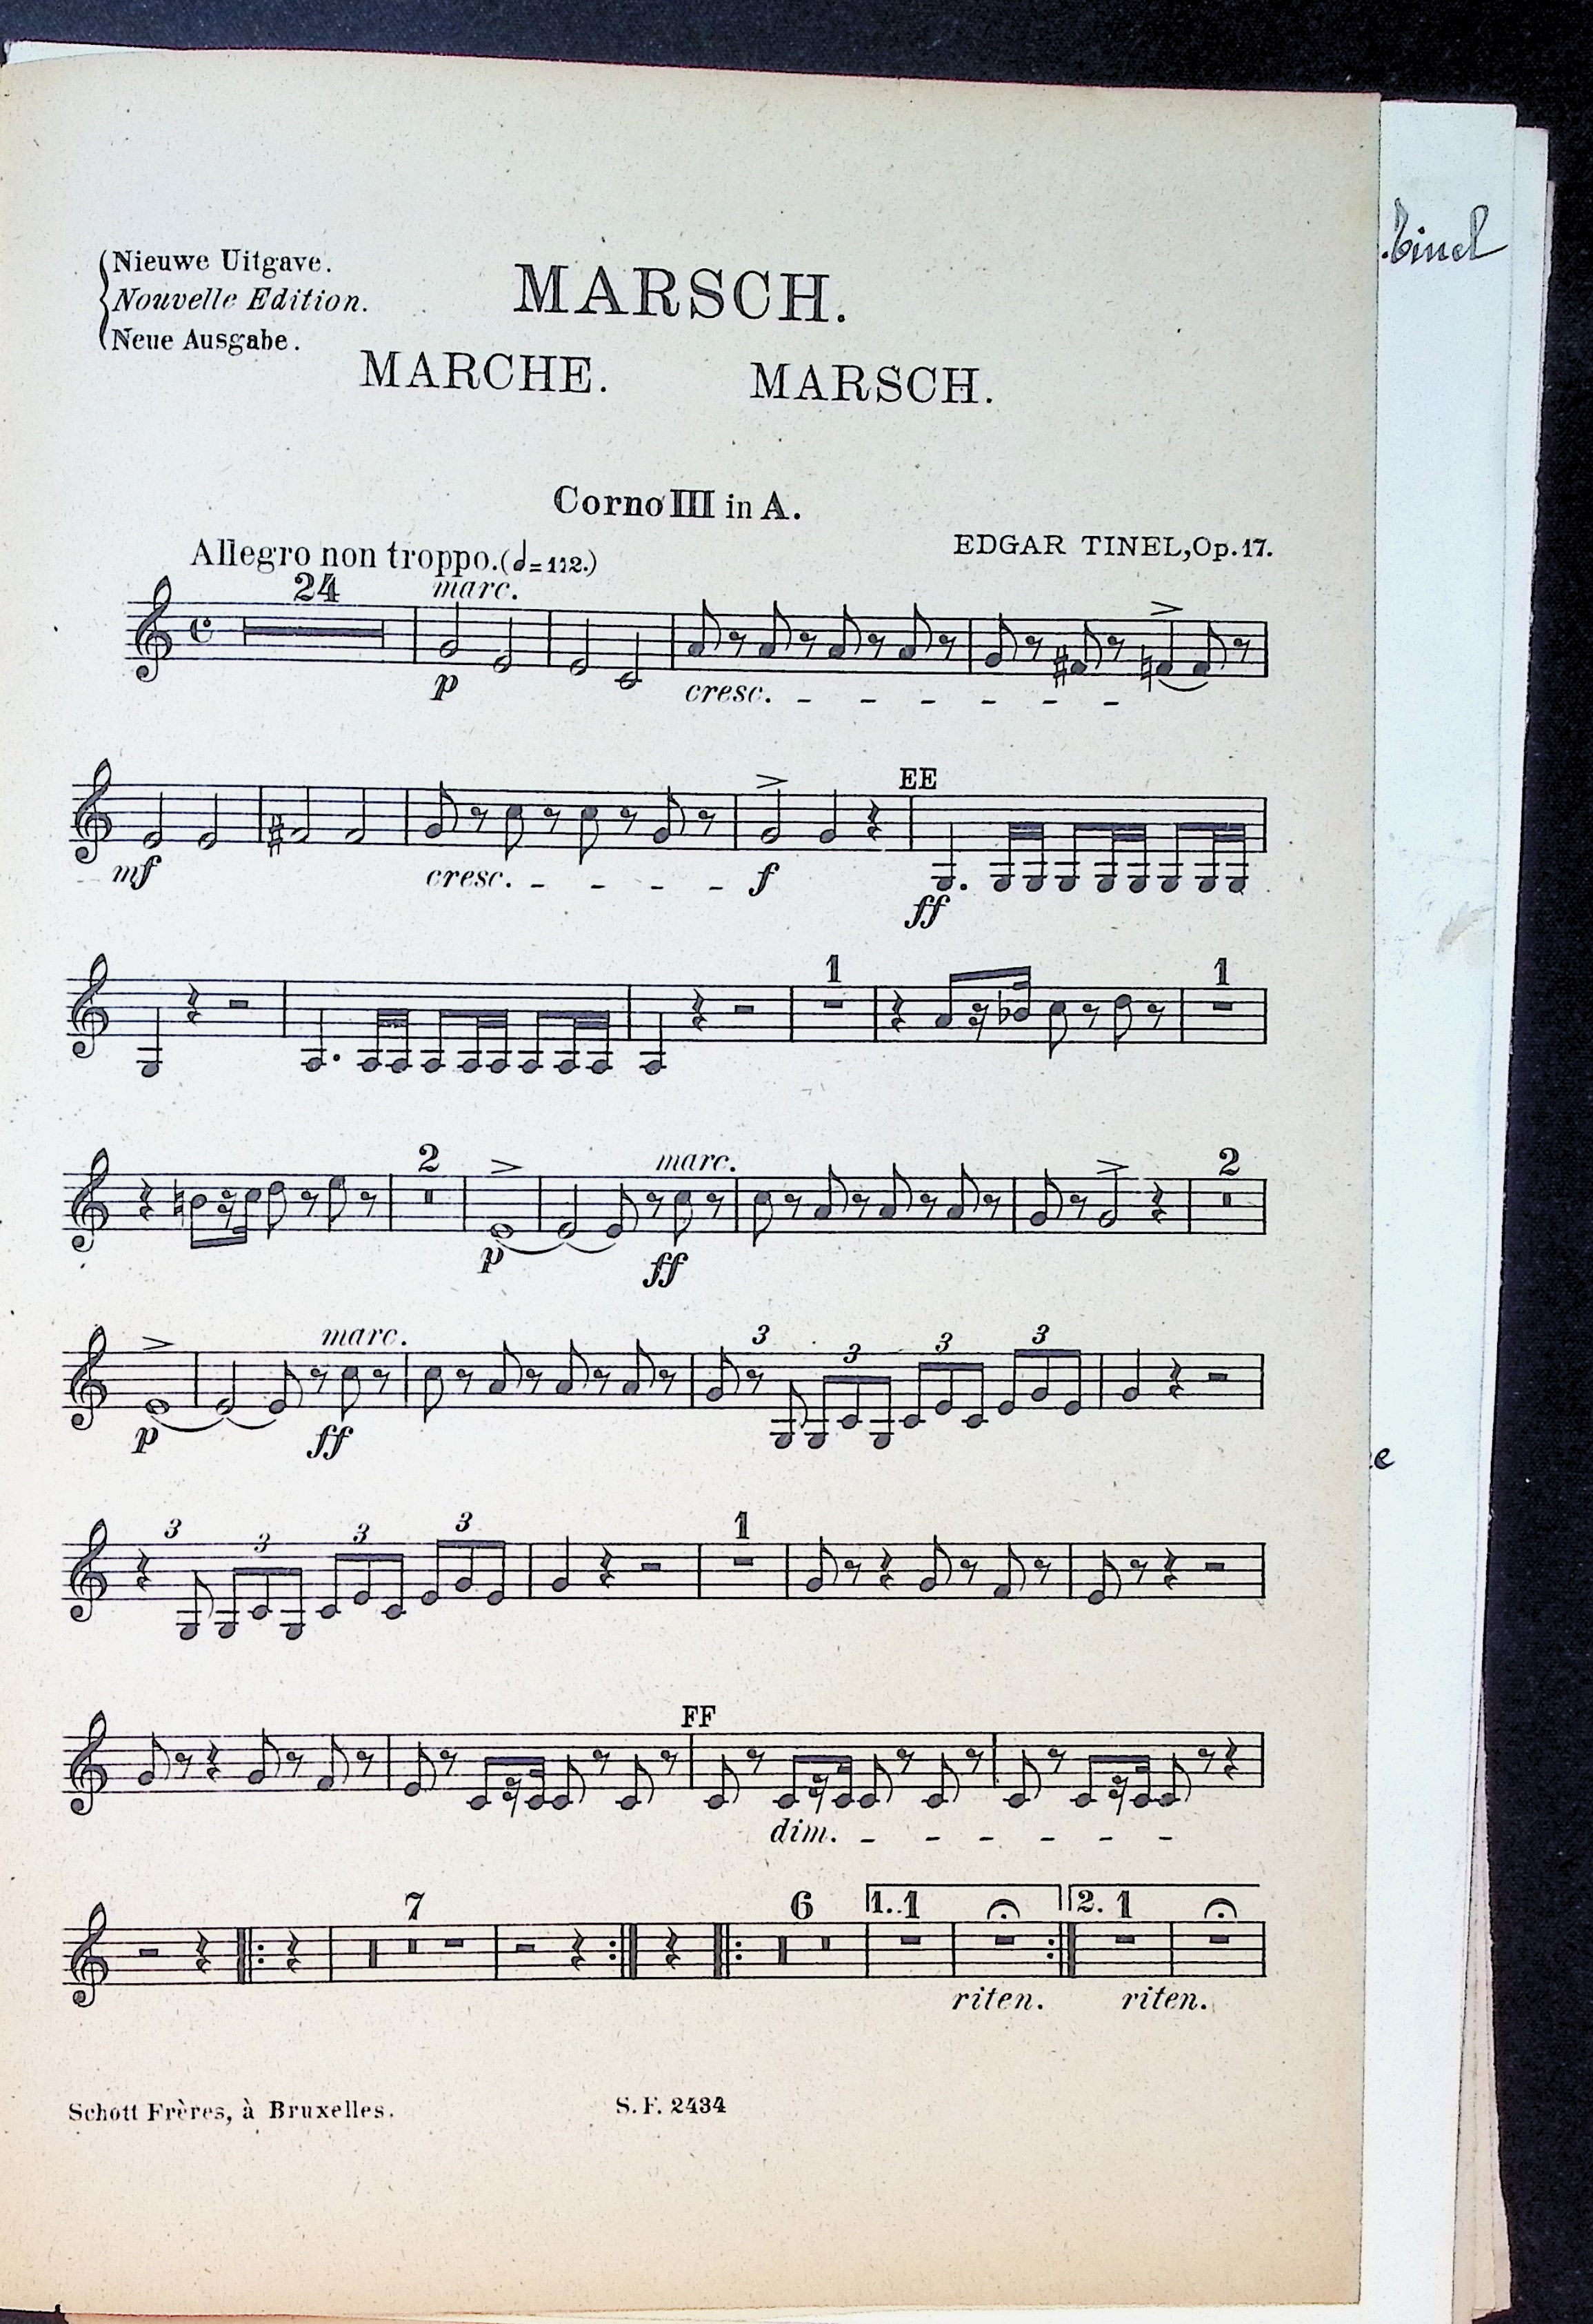 Nieuwe Uitgave.
Nouvelle Edition.
Neue Ausgabe.
MARSCH.
MARCHE. MARSCH.
.Tinel
Corno III in A.
EDGAR TINEL, Op. 17.
Allegro non troppo. (𝅗𝅥 = 112.)
24 marc.
p cresc.
EE
mf cresc. f ff
1 1
2 marc. 2
p ff
marc. 3 3 3 3
p ff
3 3 3 3 1
FF
dim.
7 6 1. 1 2. 1
riten. riten.
Schott Frères, à Bruxelles. S. F. 2434